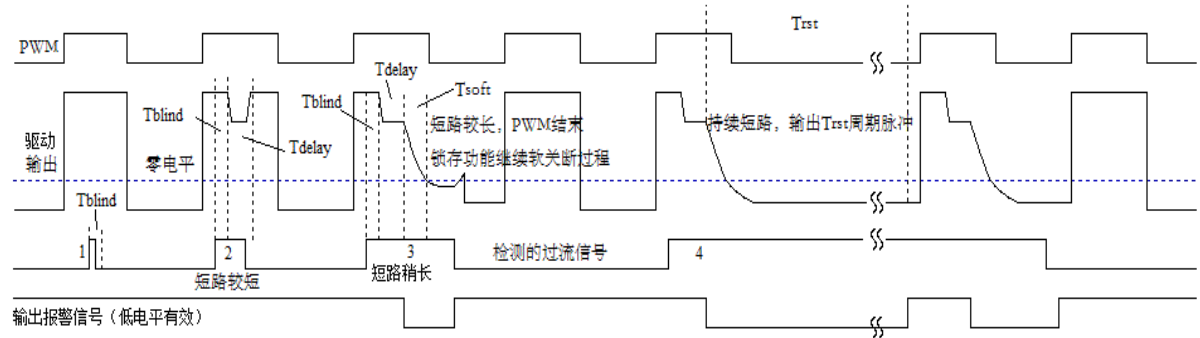 Trst
PWM
Tdelay
Tsoft
Tblind
Tblind
短路较长，PWM结束
持续短路，输出Trst周期脉冲
驱动
输出
零电平
Tdelay
锁存功能继续软关断过程
Tblind
1
2
3
检测的过流信号
4
短路较短
短路稍长
输出报警信号（低电平有效）